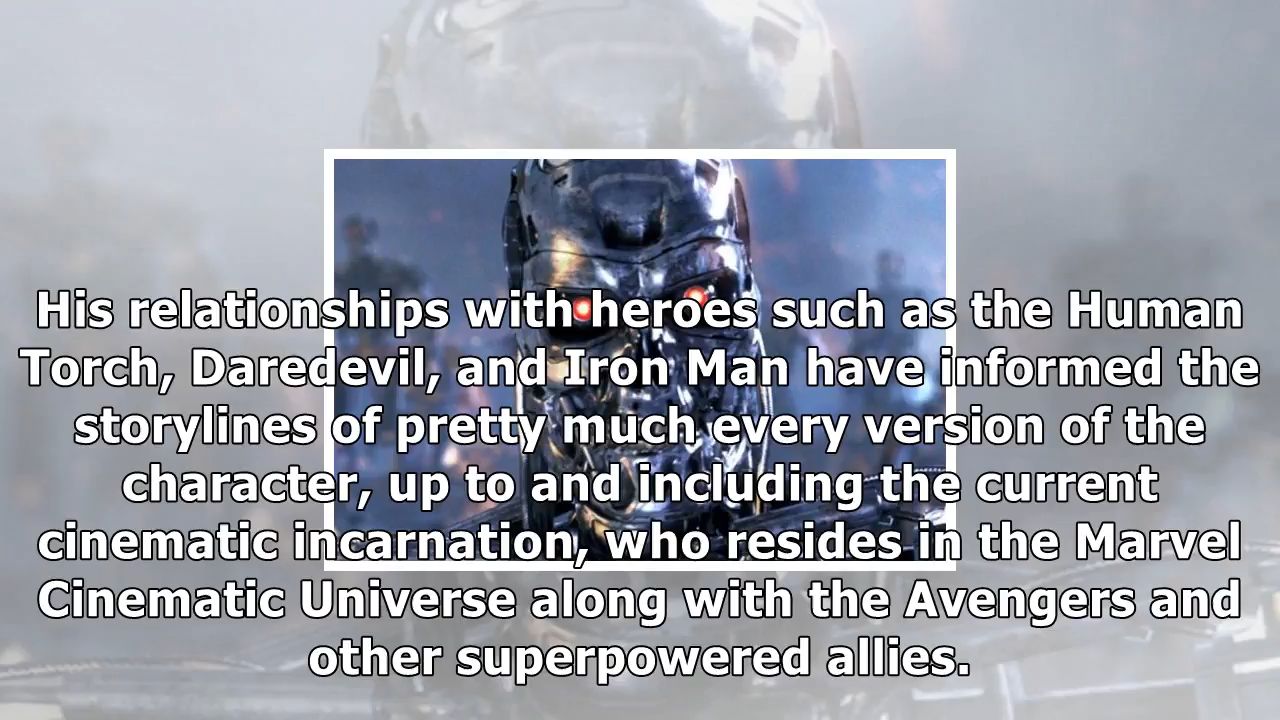 His relationships with heroes such as the Human
Torch, Daredevil, and Iron Man have informed the
storylines of pretty much every version of the
character, up to and including the current
cinematic incarnation, who resides in the Marvel
Cinematic Universe along with the Avengers and
other superpowered allies.